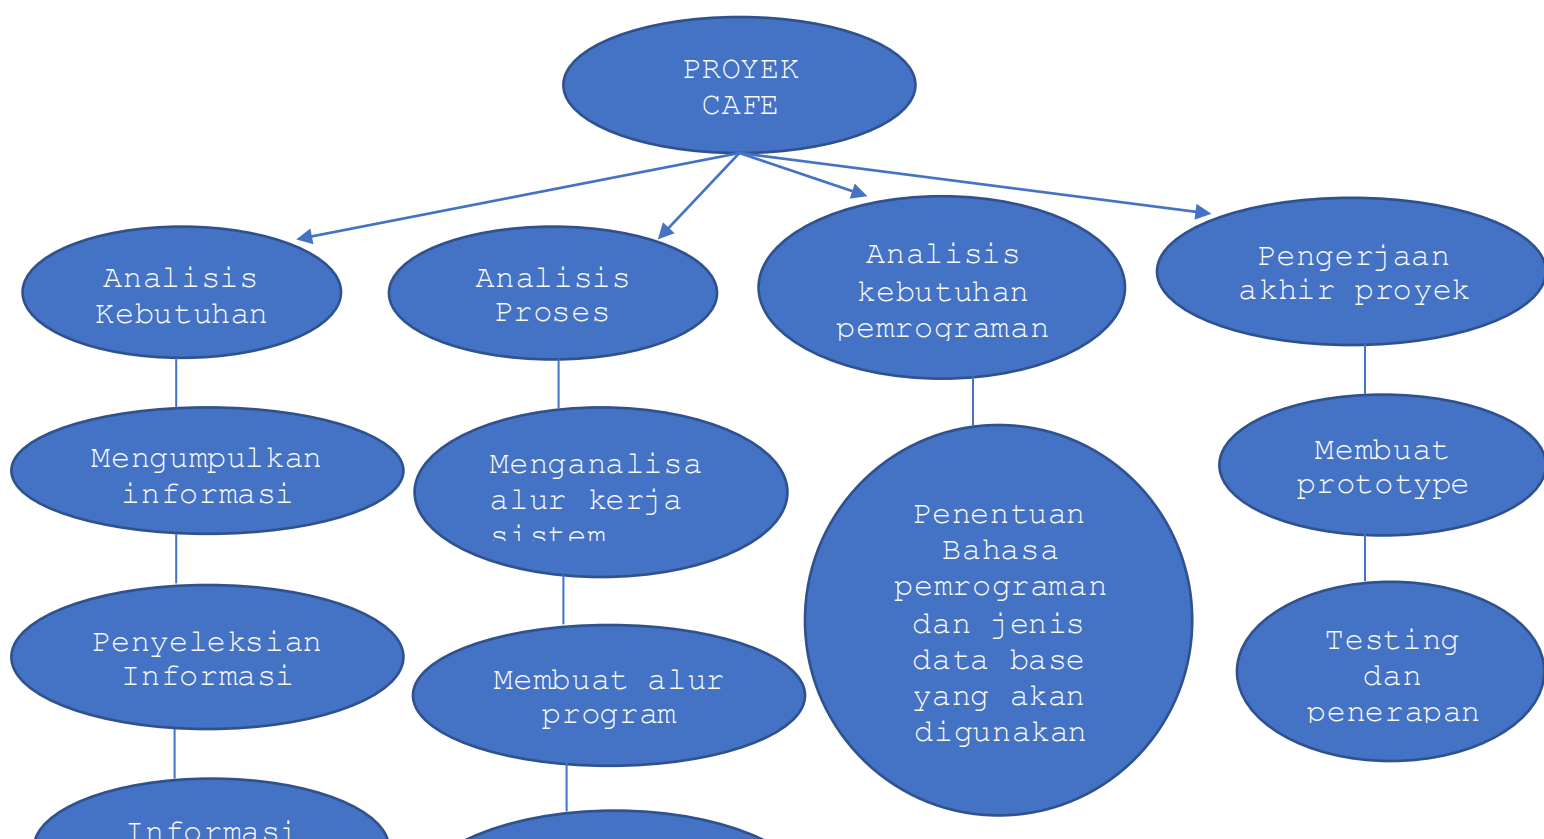 PROYEK
CAFE
Analisis
Kebutuhan
Analisis
Proses
Analisis
kebutuhan
pemrograman
Pengerjaan
akhir proyek
Mengumpulkan
informasi
Menganalisa
alur kerja
sistem
Penentuan
Bahasa
pemrograman
dan jenis
data base
yang akan
digunakan
Membuat
prototype
Penyeleksian
Informasi
Membuat alur
program
Testing
dan
penerapan
Informasi